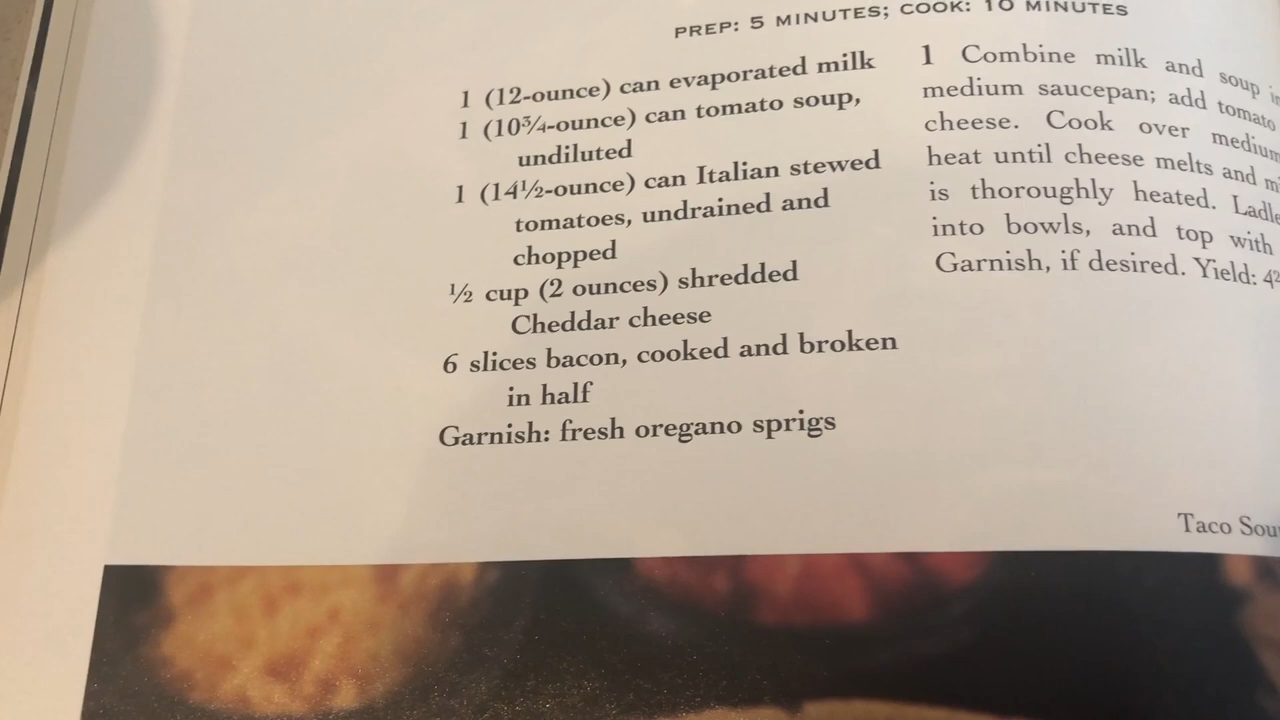 PREP: 5 MINUTES; COOK: 10 MINUTES
1 (12-ounce) can evaporated milk
1 (10¾-ounce) can tomato soup,
undiluted
1 (14½-ounce) can Italian stewed
tomatoes, undrained and
chopped
½ cup (2 ounces) shredded
Cheddar cheese
6 slices bacon, cooked and broken
in half
Garnish: fresh oregano sprigs
1 Combine milk and soup
medium saucepan; add tomato
cheese. Cook over medium
heat until cheese melts and
is thoroughly heated. Ladle
into bowls, and top with
Garnish, if desired. Yield:
Taco